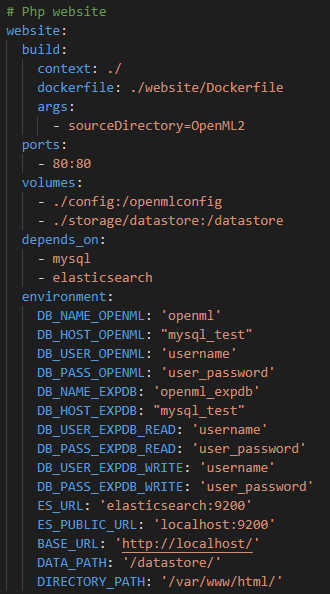 # Php website
website:
  build:
    context: ./
    dockerfile: ./website/Dockerfile
    args:
      - sourceDirectory=OpenML2
  ports:
    - 80:80
  volumes:
    - ./config:/openmlconfig
    - ./storage/datastore:/datastore
  depends_on:
    - mysql
    - elasticsearch
  environment:
    DB_NAME_OPENML: 'openml'
    DB_HOST_OPENML: "mysql_test"
    DB_USER_OPENML: 'username'
    DB_PASS_OPENML: 'user_password'
    DB_NAME_EXPDB: 'openml_expdb'
    DB_HOST_EXPDB: "mysql_test"
    DB_USER_EXPDB_READ: 'username'
    DB_PASS_EXPDB_READ: 'user_password'
    DB_USER_EXPDB_WRITE: 'username'
    DB_PASS_EXPDB_WRITE: 'user_password'
    ES_URL: 'elasticsearch:9200'
    ES_PUBLIC_URL: 'localhost:9200'
    BASE_URL: 'http://localhost/'
    DATA_PATH: '/datastore/'
    DIRECTORY_PATH: '/var/www/html/'